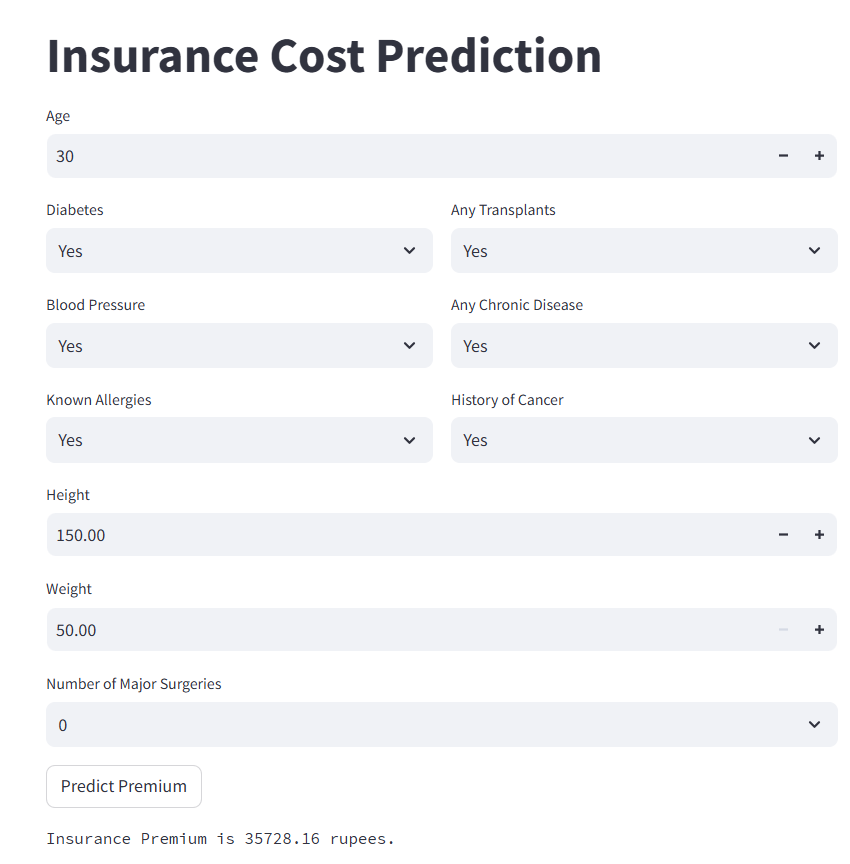 Insurance Cost Prediction
Age
30
Diabetes
Any Transplants
Yes
Yes
Blood Pressure
Any Chronic Disease
Yes
Yes
Known Allergies
History of Cancer
Yes
Yes
Height
150.00
Weight
50.00
Number of Major Surgeries
0
Predict Premium
Insurance Premium is 35728.16 rupees.